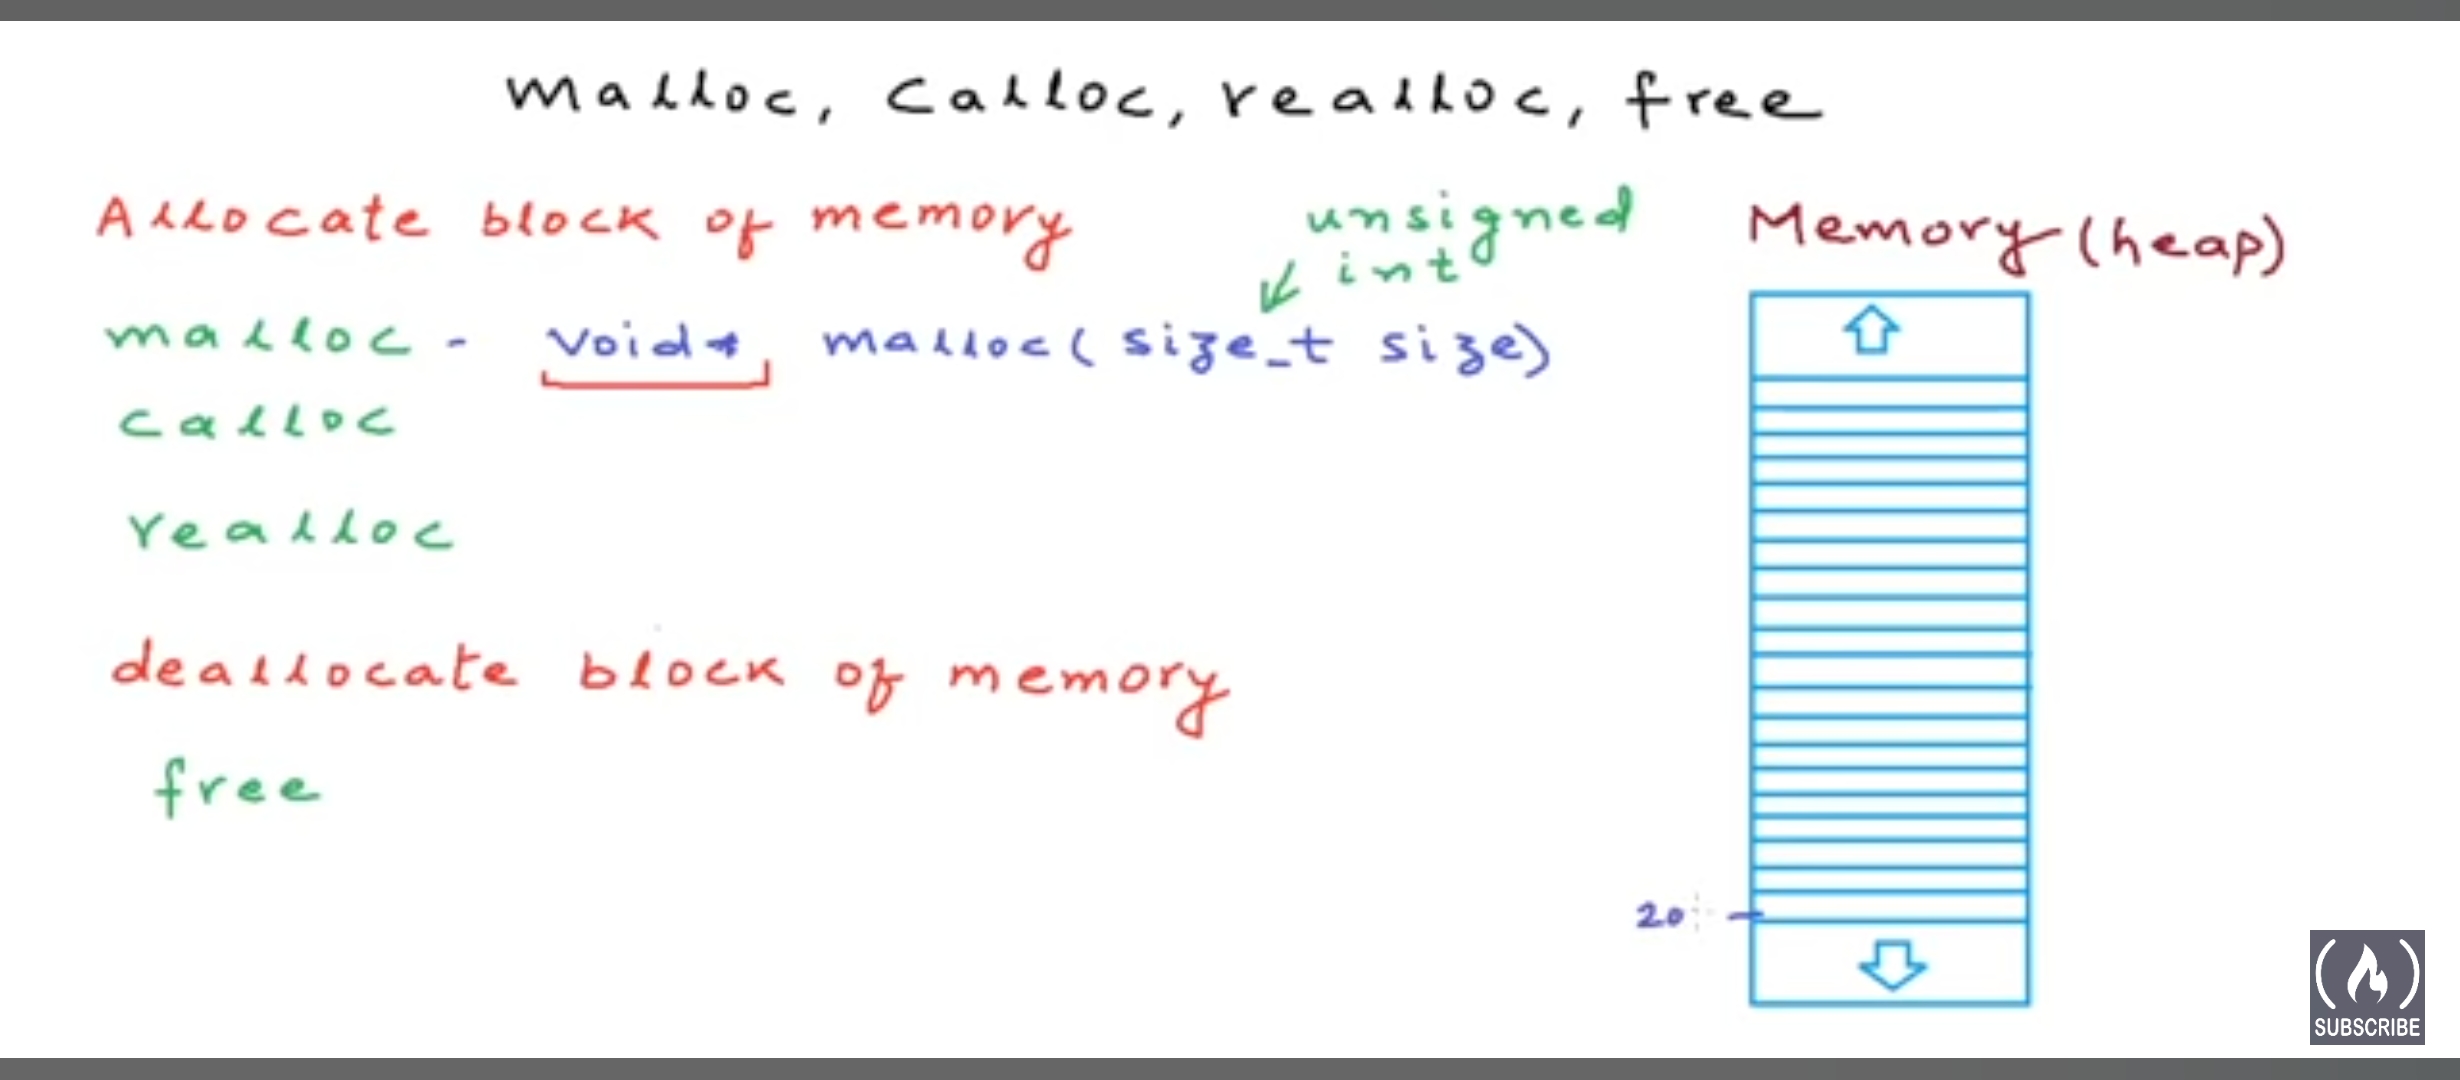 malloc, calloc, realloc, free
Allocate block of memory
unsigned
int
malloc - void* malloc(size_t size)
calloc
realloc
deallocate block of memory
free
Memory (heap)
20
SUBSCRIBE